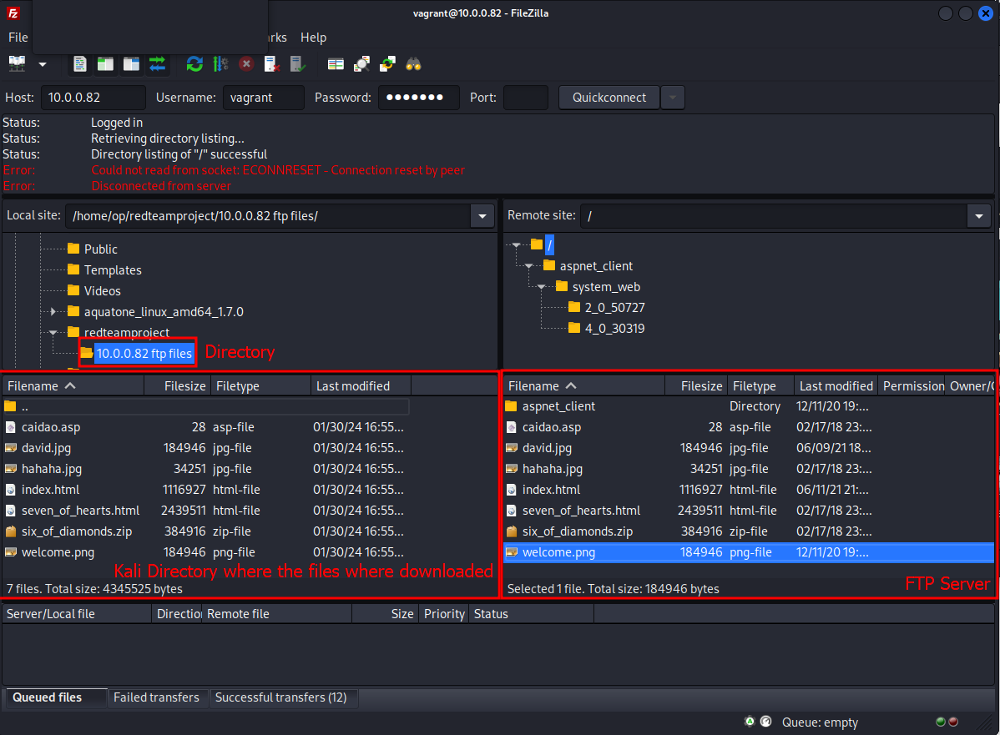 vagrant@10.0.0.82 - FileZilla
File rks Help
Host: 10.0.0.82 Username: vagrant Password: ●●●●●●● Port: Quickconnect
Status: Logged in
Status: Retrieving directory listing...
Status: Directory listing of "/" successful
Error: Could not read from socket: ECONNRESET - Connection reset by peer
Error: Disconnected from server
Local site: /home/op/redteamproject/10.0.0.82 ftp files/
Public
Templates
Videos
aquatone_linux_amd64_1.7.0
redteamproject
10.0.0.82 ftp files Directory
Remote site: /
/
aspnet_client
system_web
2_0_50727
4_0_30319
Filename Filesize Filetype Last modified
..
caidao.asp 28 asp-file 01/30/24 16:55...
david.jpg 184946 jpg-file 01/30/24 16:55...
hahaha.jpg 34251 jpg-file 01/30/24 16:55...
index.html 1116927 html-file 01/30/24 16:55...
seven_of_hearts.html 2439511 html-file 01/30/24 16:55...
six_of_diamonds.zip 384916 zip-file 01/30/24 16:55...
welcome.png 184946 png-file 01/30/24 16:55...
Kali Directory where the files where downloaded
7 files. Total size: 4345525 bytes
Filename Filesize Filetype Last modified Permission Owner/G
aspnet_client Directory 12/11/20 19:...
caidao.asp 28 asp-file 02/17/18 23:...
david.jpg 184946 jpg-file 06/09/21 18...
hahaha.jpg 34251 jpg-file 02/17/18 23:...
index.html 1116927 html-file 06/11/21 21:...
seven_of_hearts.html 2439511 html-file 02/17/18 23:...
six_of_diamonds.zip 384916 zip-file 02/17/18 23:...
welcome.png 184946 png-file 12/11/20 19:...
FTP Server
Selected 1 file. Total size: 184946 bytes
Server/Local file Direction Remote file Size Priority Status
Queued files Failed transfers Successful transfers (12)
Queue: empty